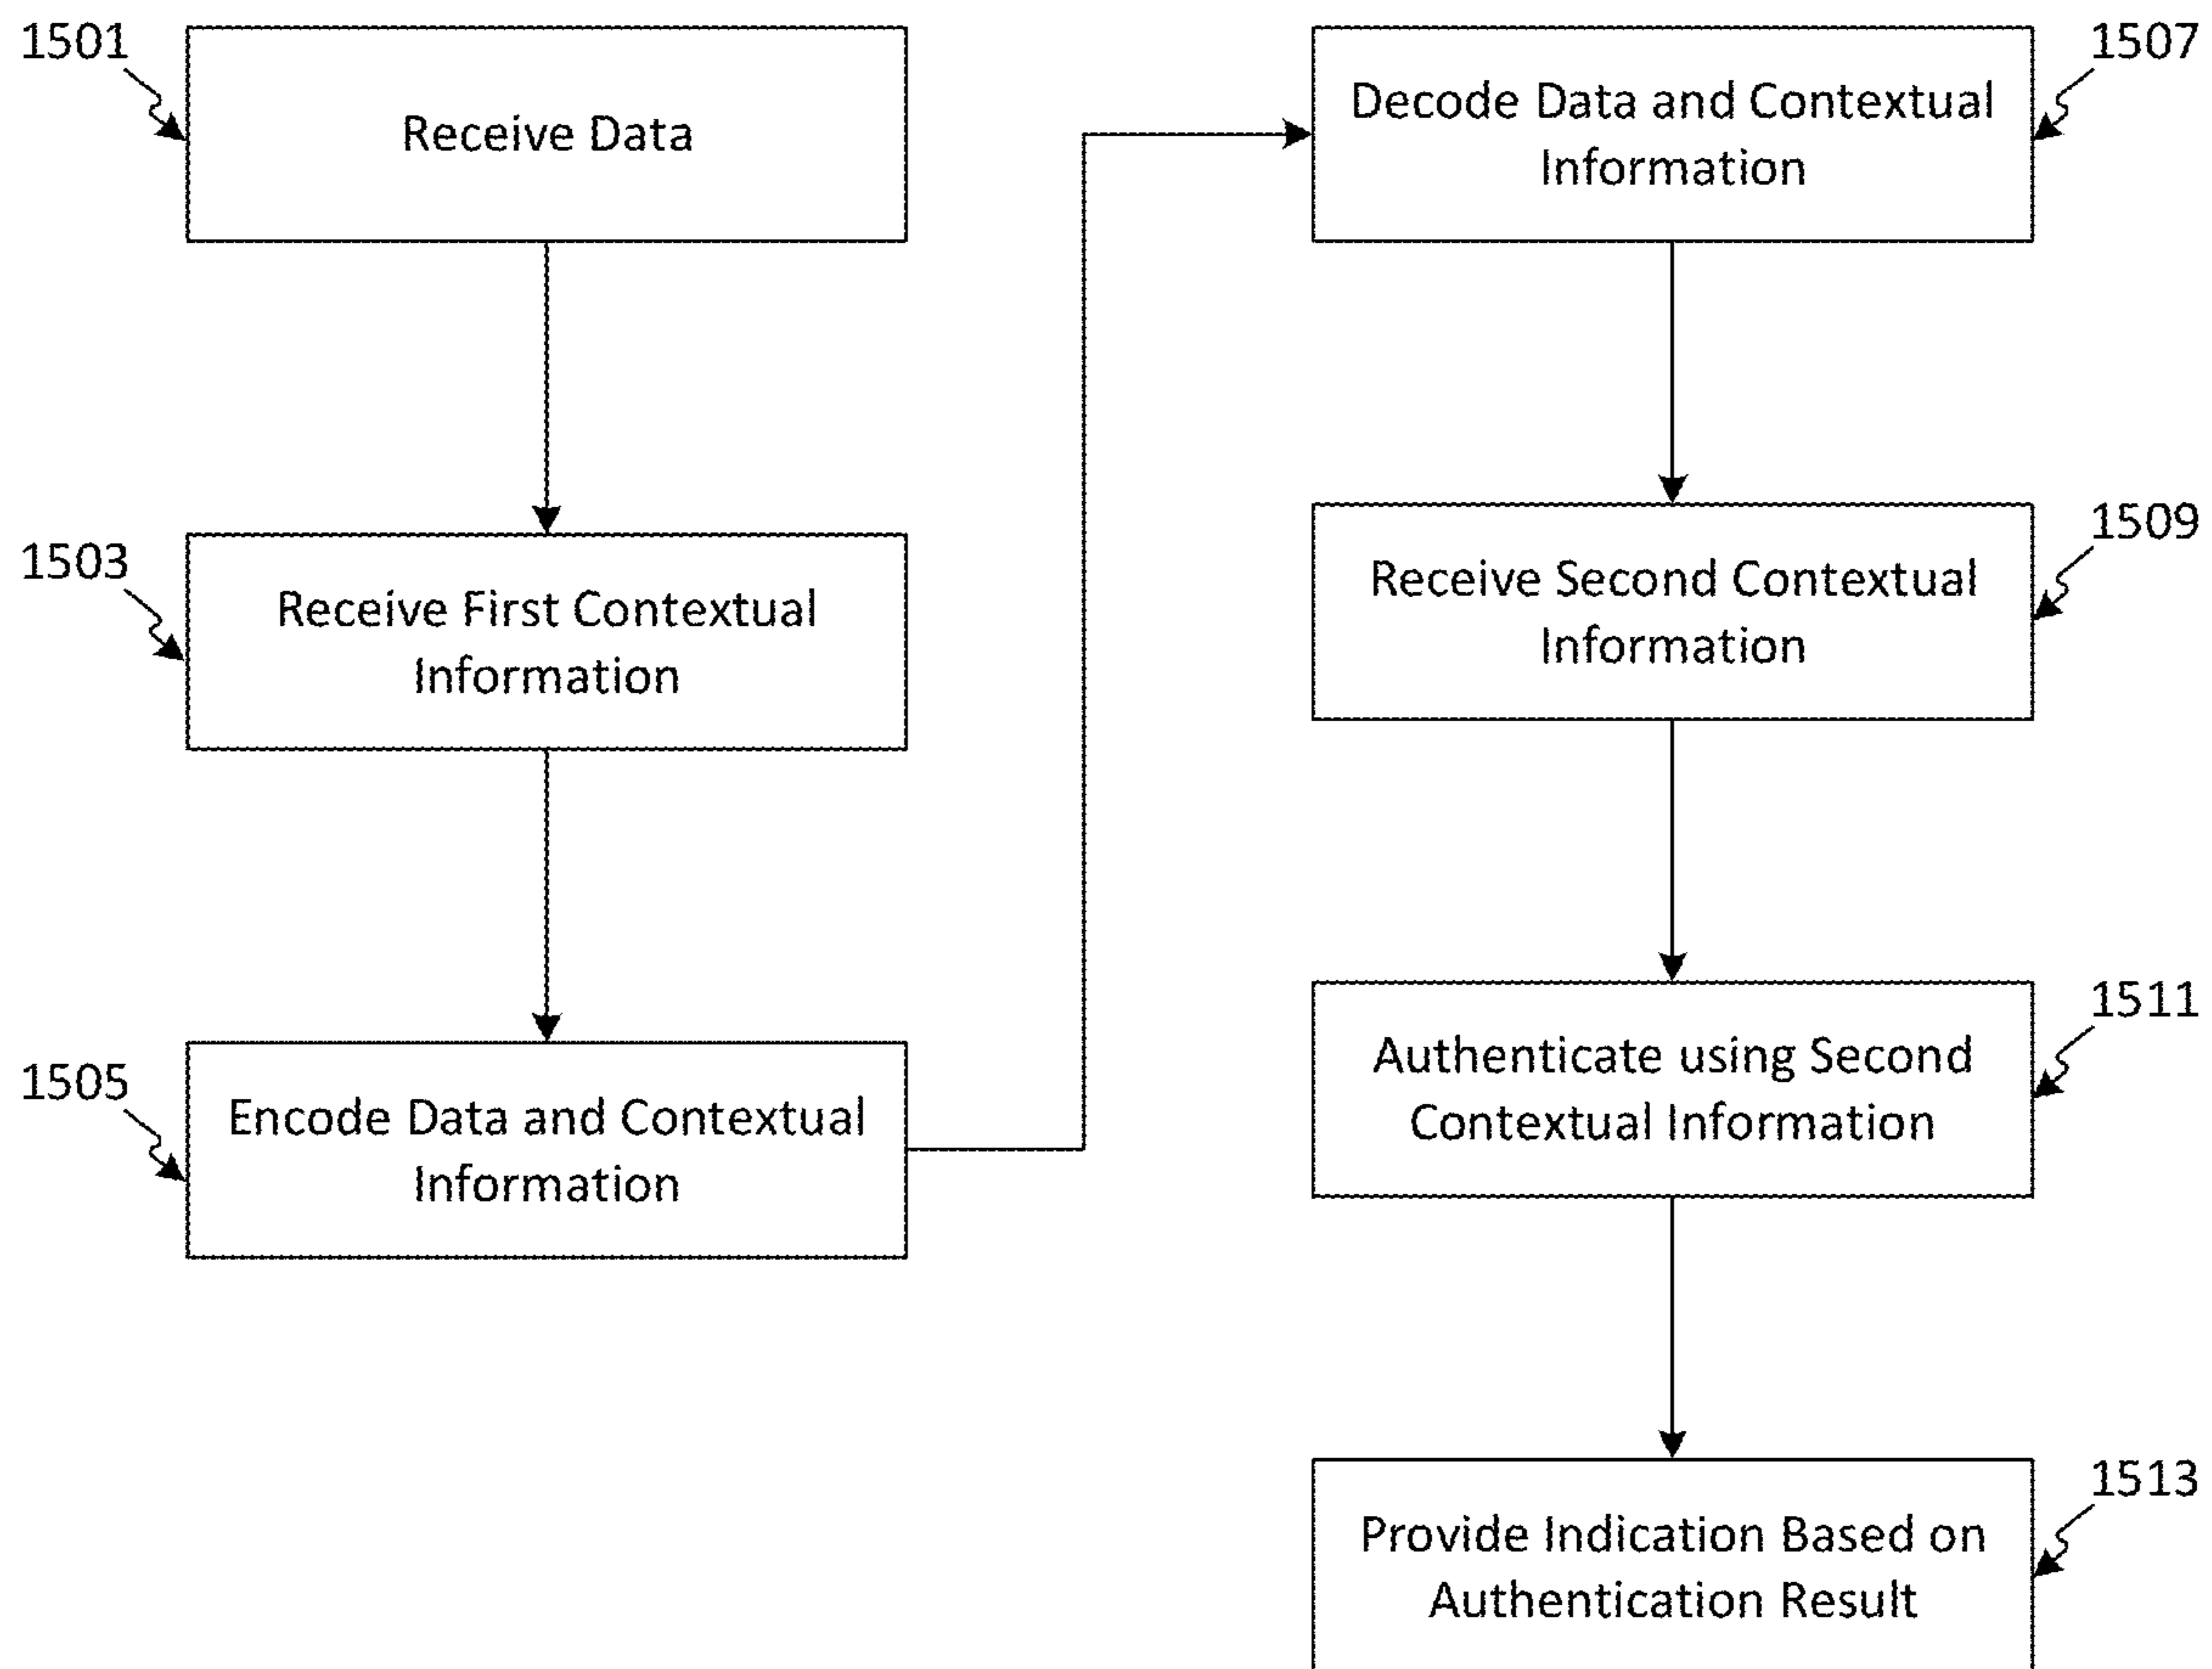 1501
Receive Data
1503
Receive First Contextual
Information
1505
Encode Data and Contextual
Information
1507
Decode Data and Contextual
Information
1509
Receive Second Contextual
Information
1511
Authenticate using Second
Contextual Information
1513
Provide Indication Based on
Authentication Result